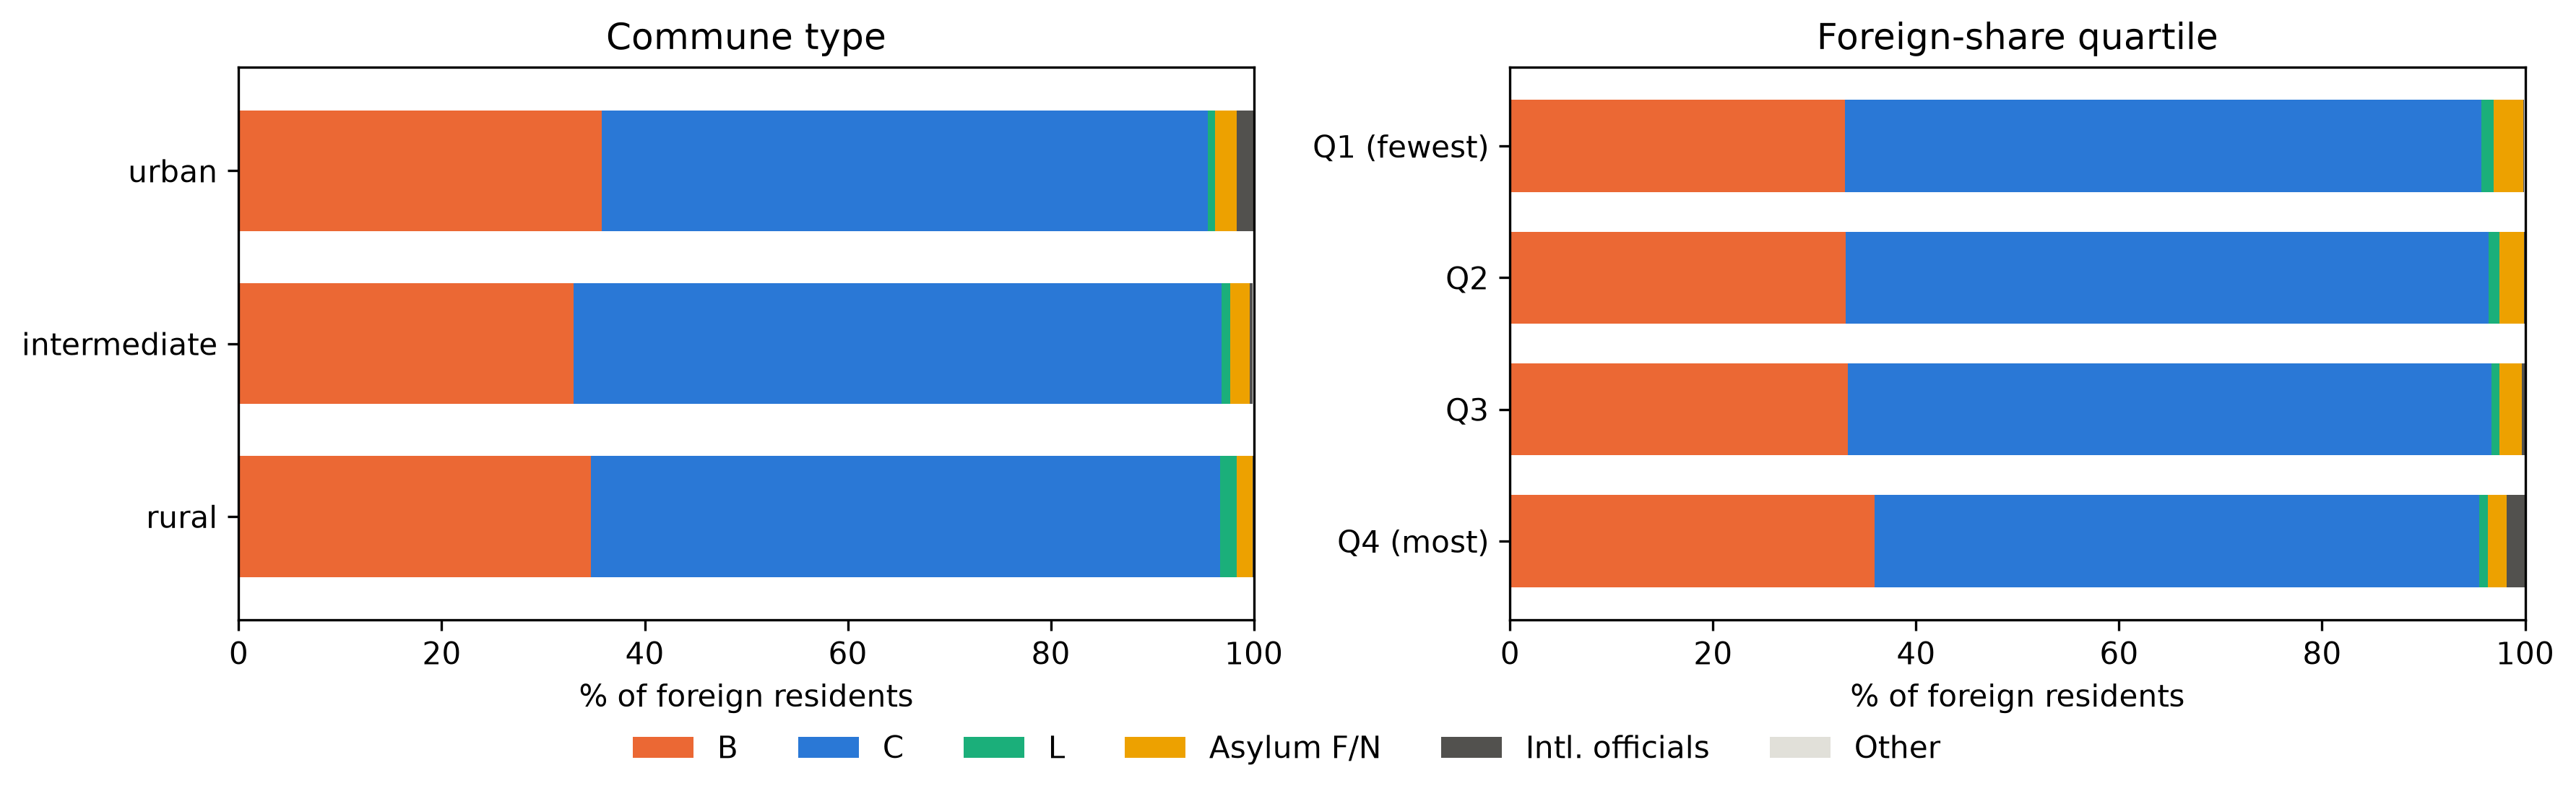 Commune type
urban
intermediate
rural
0 20 40 60 80 100
% of foreign residents
Foreign-share quartile
Q1 (fewest)
Q2
Q3
Q4 (most)
0 20 40 60 80 100
% of foreign residents
B C L Asylum F/N Intl. officials Other